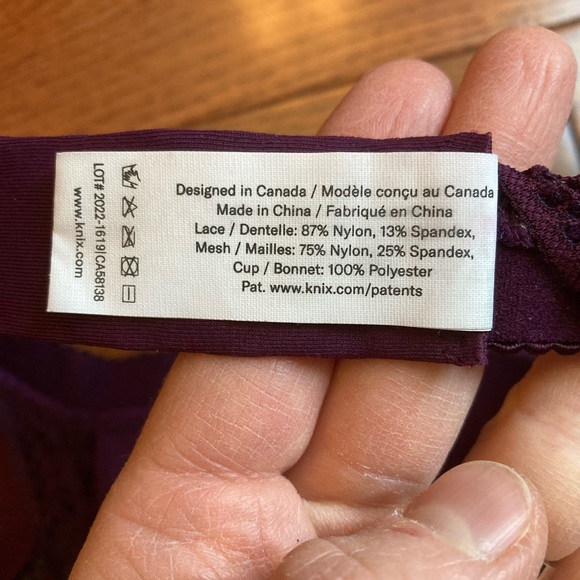 Designed in Canada / Modèle conçu au Canada
Made in China / Fabriqué en China
Lace / Dentelle: 87% Nylon, 13% Spandex,
Mesh / Mailles: 75% Nylon, 25% Spandex,
Cup / Bonnet: 100% Polyester
Pat. www.knix.com/patents
LOT# 2022-1619|CA58138
www.knix.com